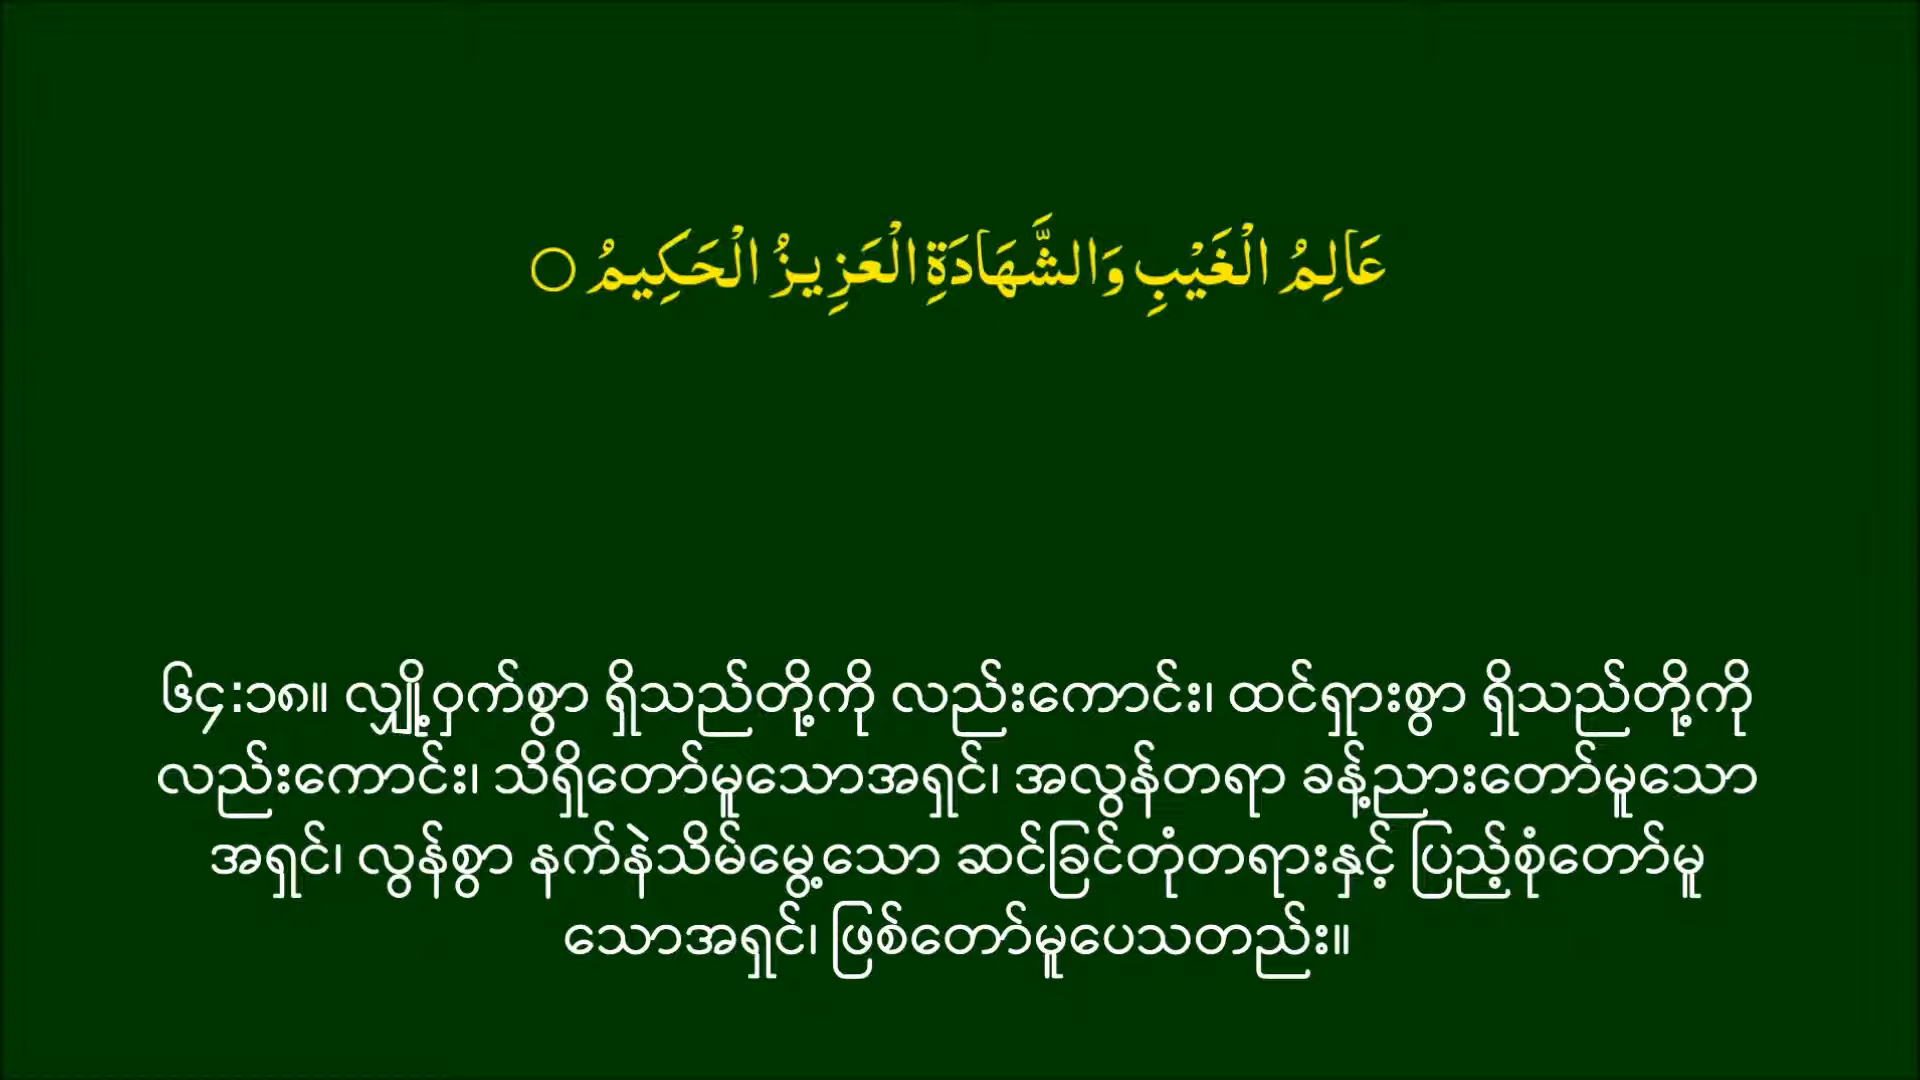 عَالِمُ الْغَيْبِ وَالشَّهَادَةِ الْعَزِيزُ الْحَكِيمُ ۝
၆၄:၁၈။ လျှို့ဝှက်စွာ ရှိသည်တို့ကို လည်းကောင်း၊ ထင်ရှားစွာ ရှိသည်တို့ကို
လည်းကောင်း၊ သိရှိတော်မူသောအရှင်၊ အလွန်တရာ ခန့်ညားတော်မူသော
အရှင်၊ လွန်စွာ နက်နဲသိမ်မွေ့သော ဆင်ခြင်တုံတရားနှင့် ပြည့်စုံတော်မူ
သောအရှင်၊ ဖြစ်တော်မူပေသတည်း။